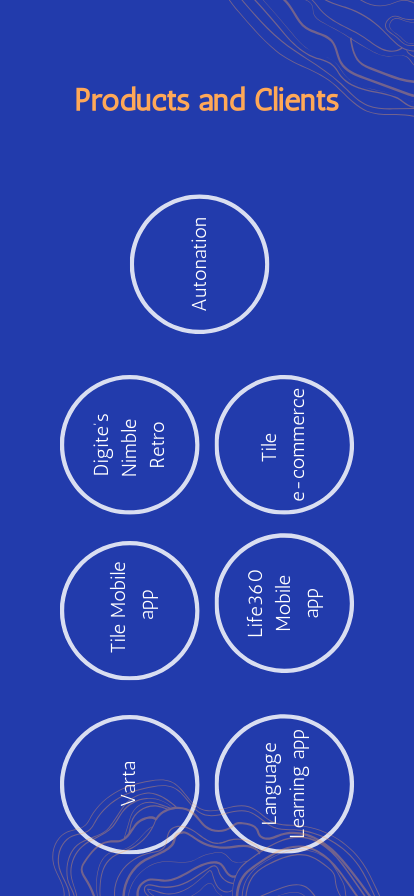 Products and Clients
Autonation
Digite's
Nimble
Retro
Tile
e-commerce
Tile Mobile
app
Life360
Mobile
app
Varta
Language
Learning app